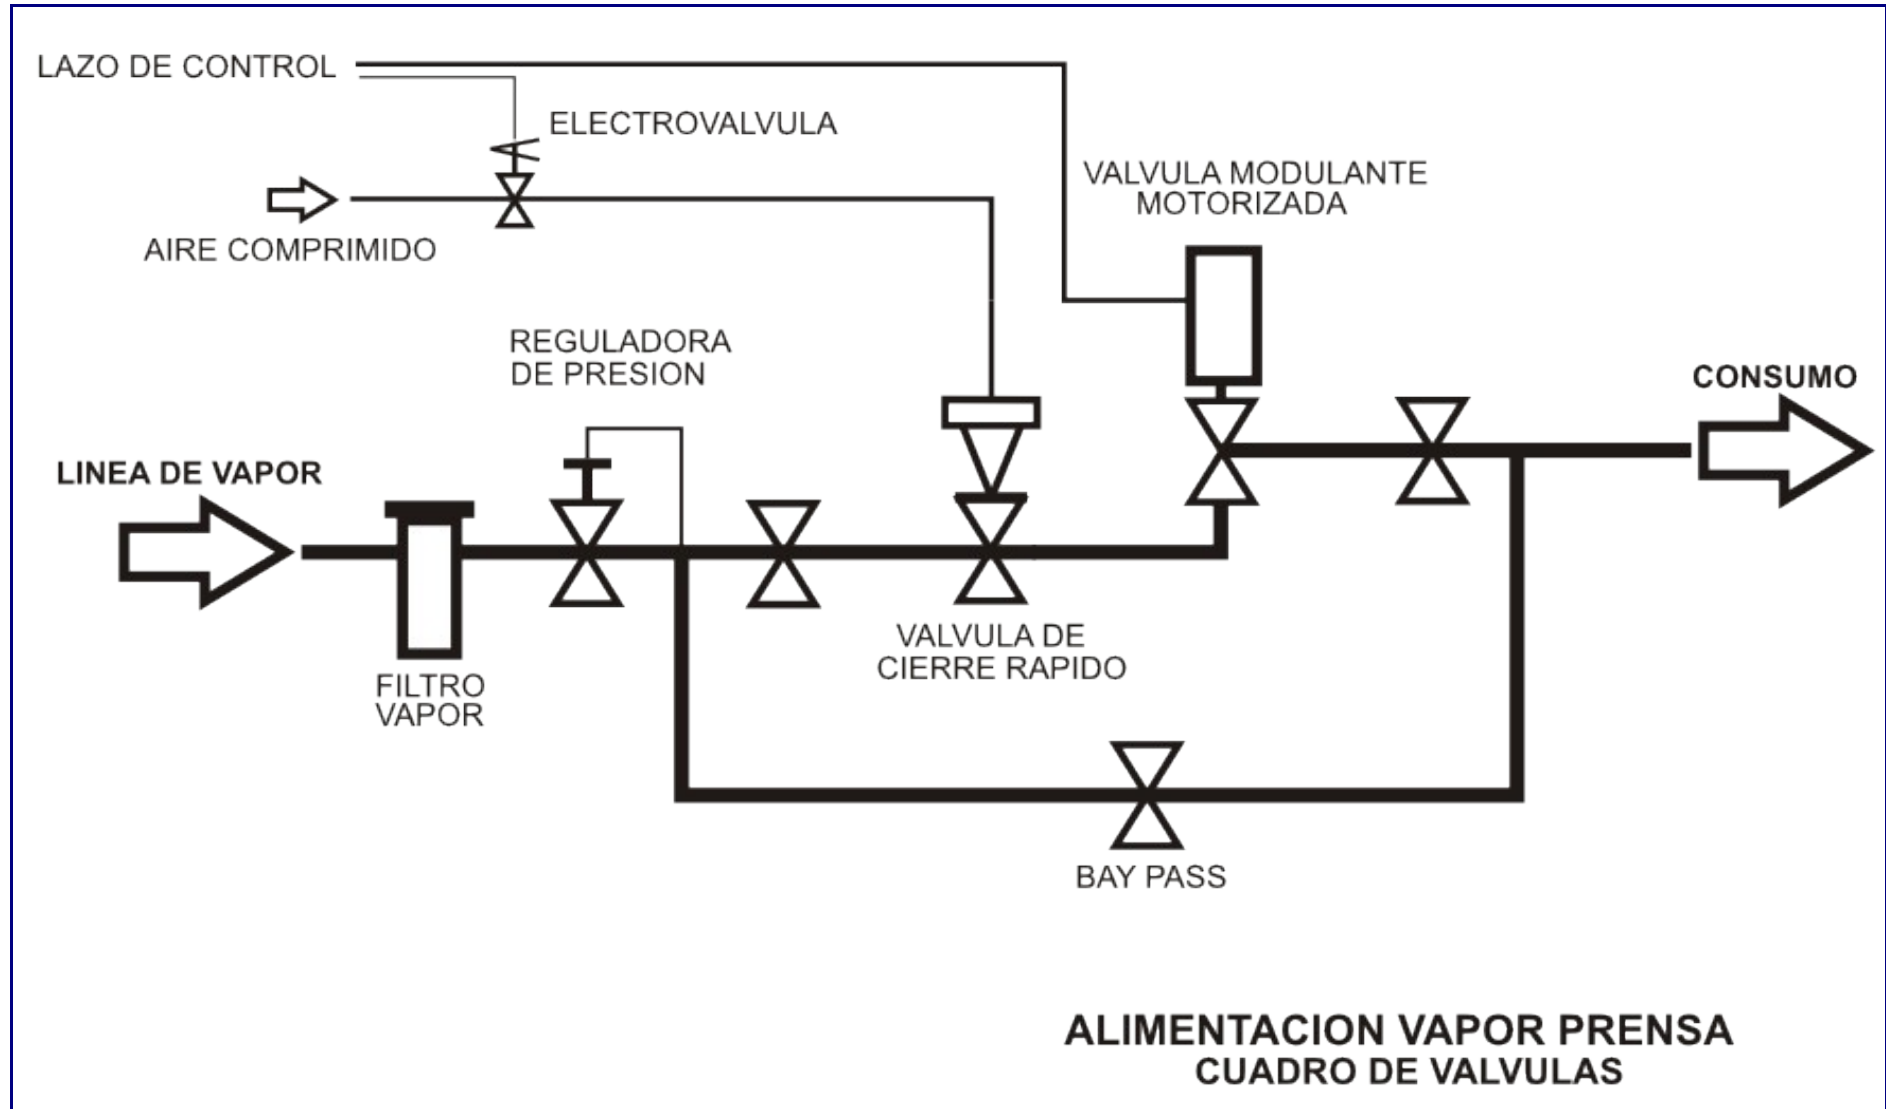 LAZO DE CONTROL
ELECTROVALVULA
VALVULA MODULANTE
MOTORIZADA
AIRE COMPRIMIDO
REGULADORA
DE PRESION
CONSUMO
LINEA DE VAPOR
VALVULA DE
CIERRE RAPIDO
FILTRO
VAPOR
BAY PASS
ALIMENTACION VAPOR PRENSA
CUADRO DE VALVULAS